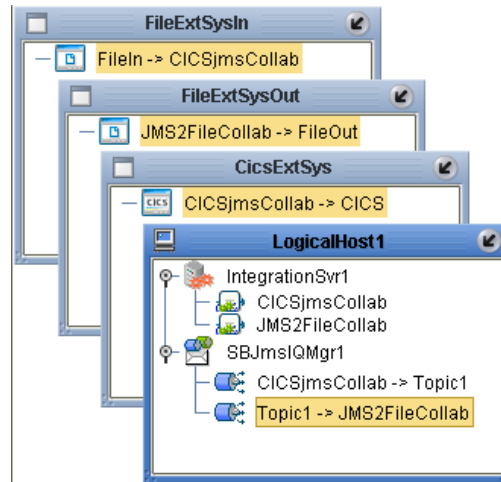 FileExtSysIn
FileIn -> CICSjmsCollab
FileExtSysOut
JMS2FileCollab -> FileOut
CicsExtSys
CICS CICSjmsCollab -> CICS
LogicalHost1
IntegrationSvr1
CICSjmsCollab
JMS2FileCollab
SBJmsIQMgr1
CICSjmsCollab -> Topic1
Topic1 -> JMS2FileCollab